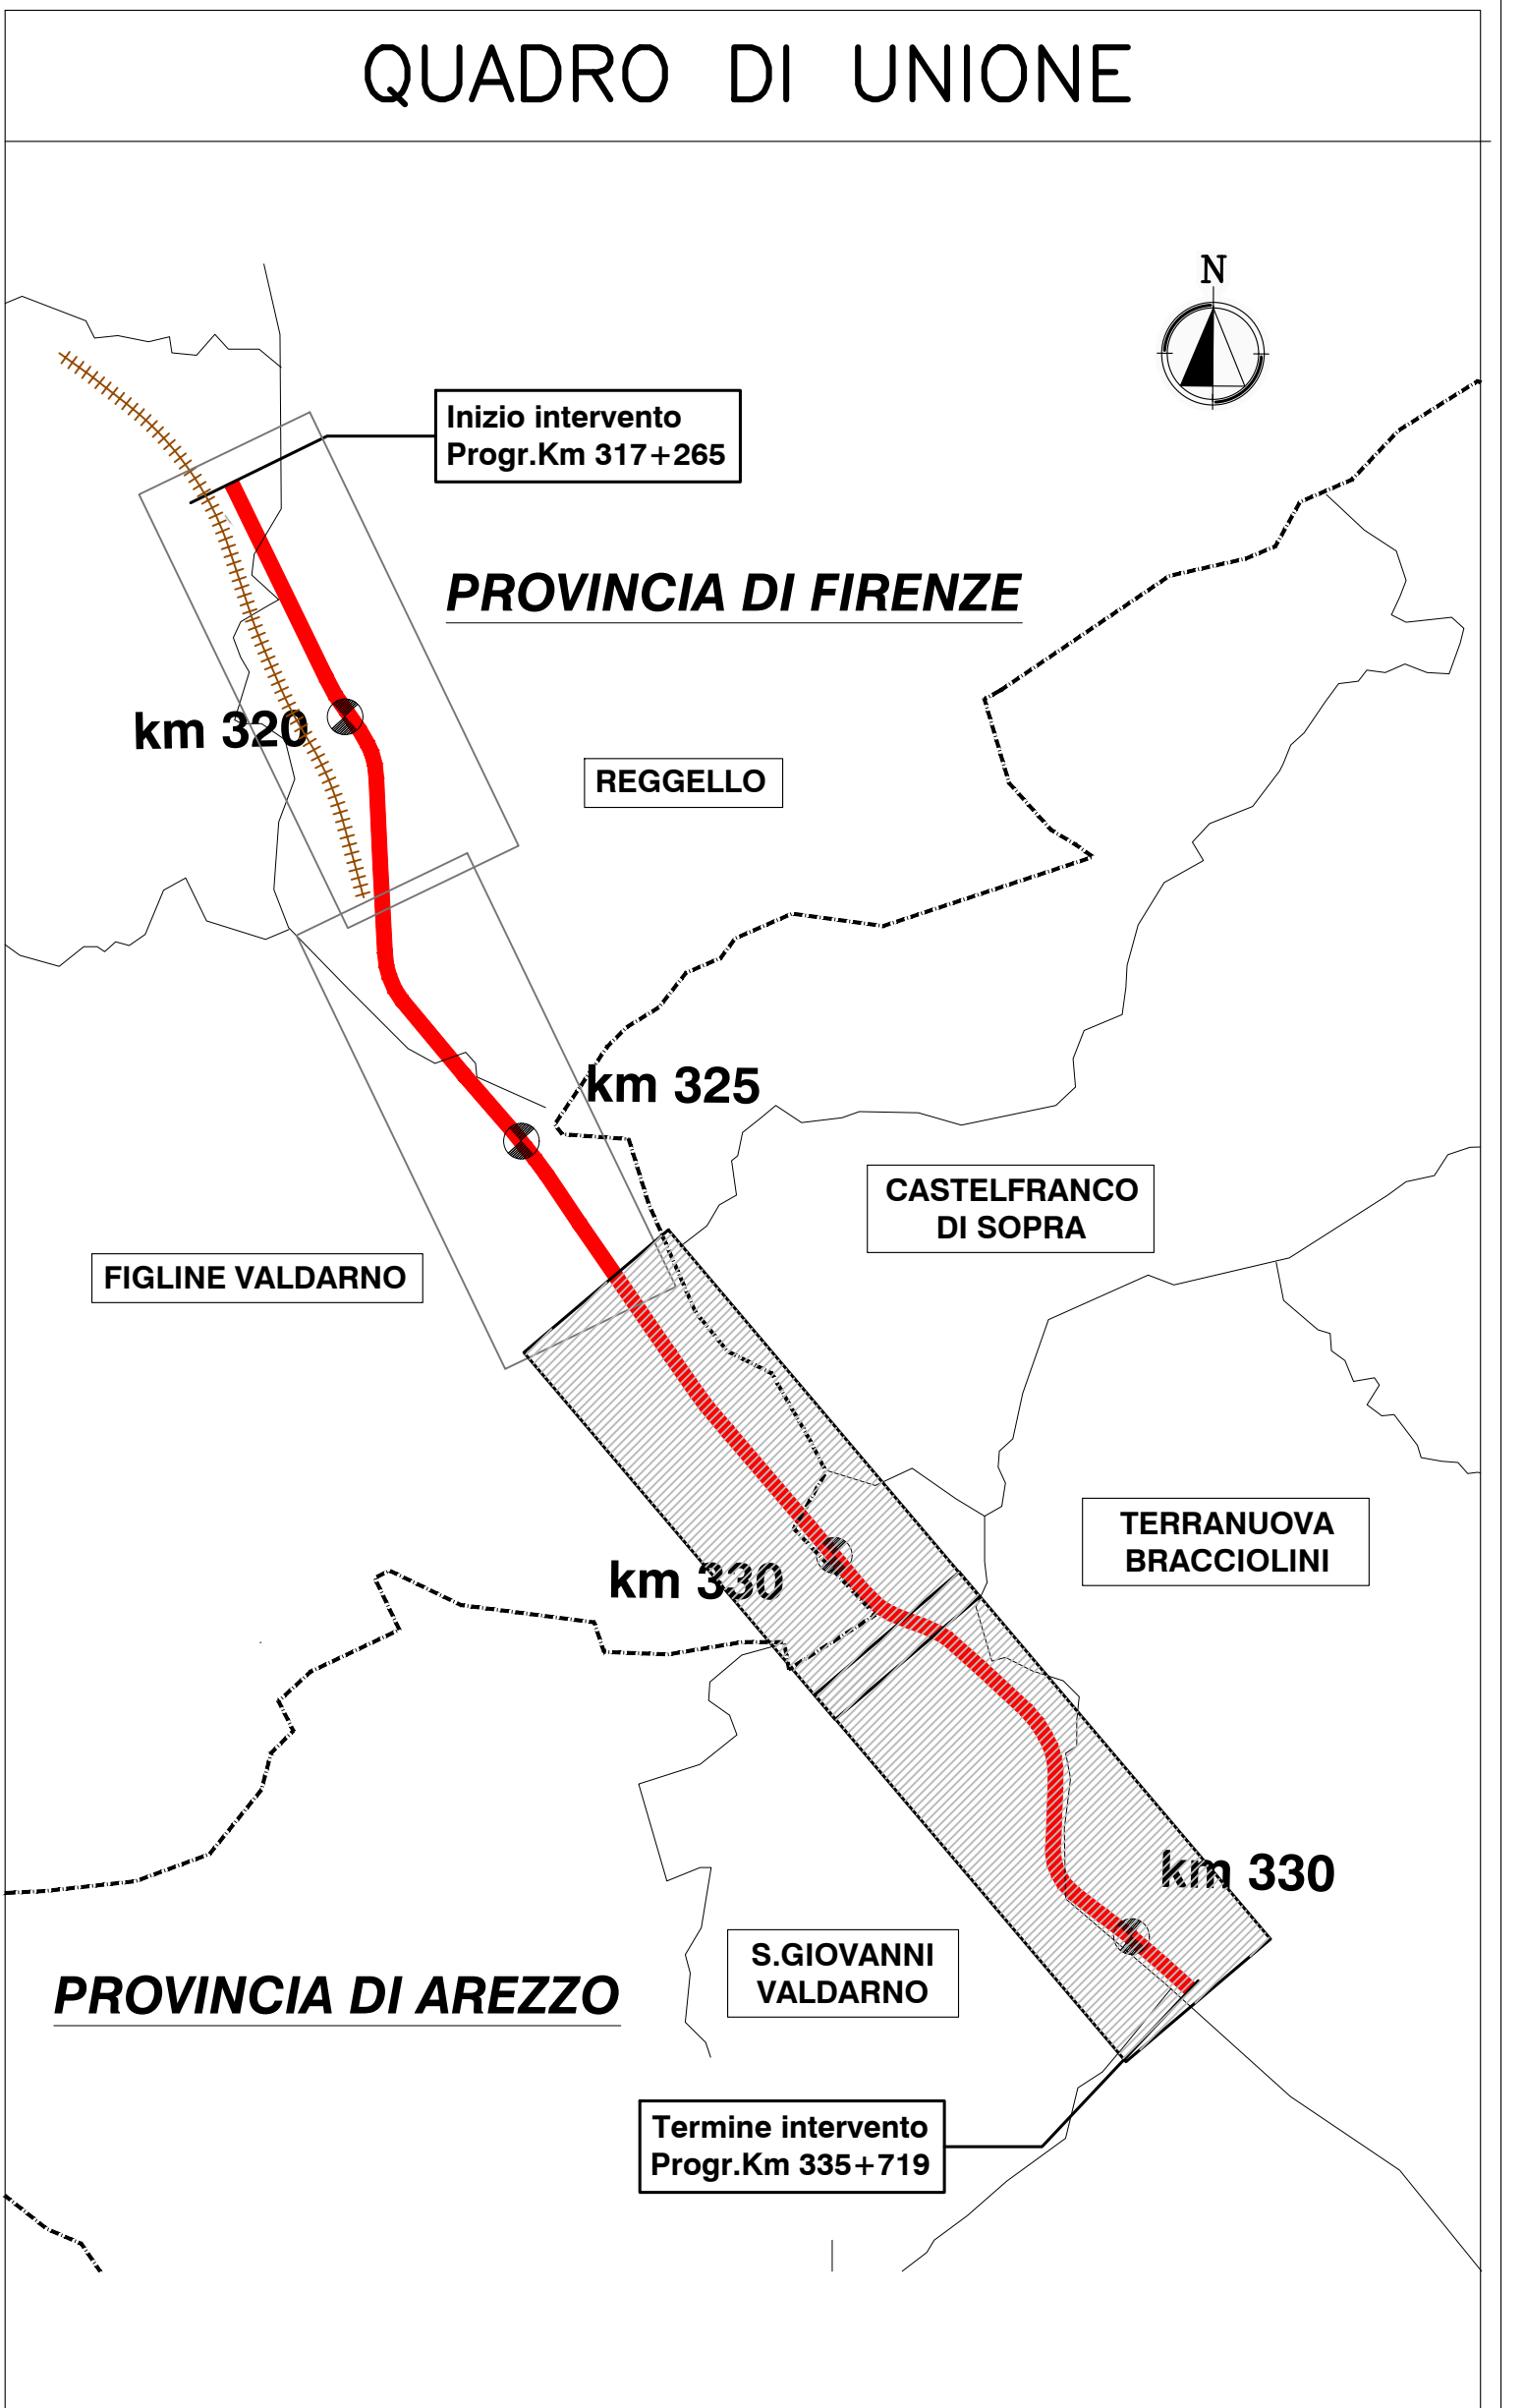 QUADRO DI UNIONE
N
Inizio intervento
Progr.Km 317+265
PROVINCIA DI FIRENZE
km 320
REGGELLO
km 325
CASTELFRANCO
DI SOPRA
FIGLINE VALDARNO
TERRANUOVA
BRACCIOLINI
km 330
km 330
S.GIOVANNI
VALDARNO
PROVINCIA DI AREZZO
Termine intervento
Progr.Km 335+719